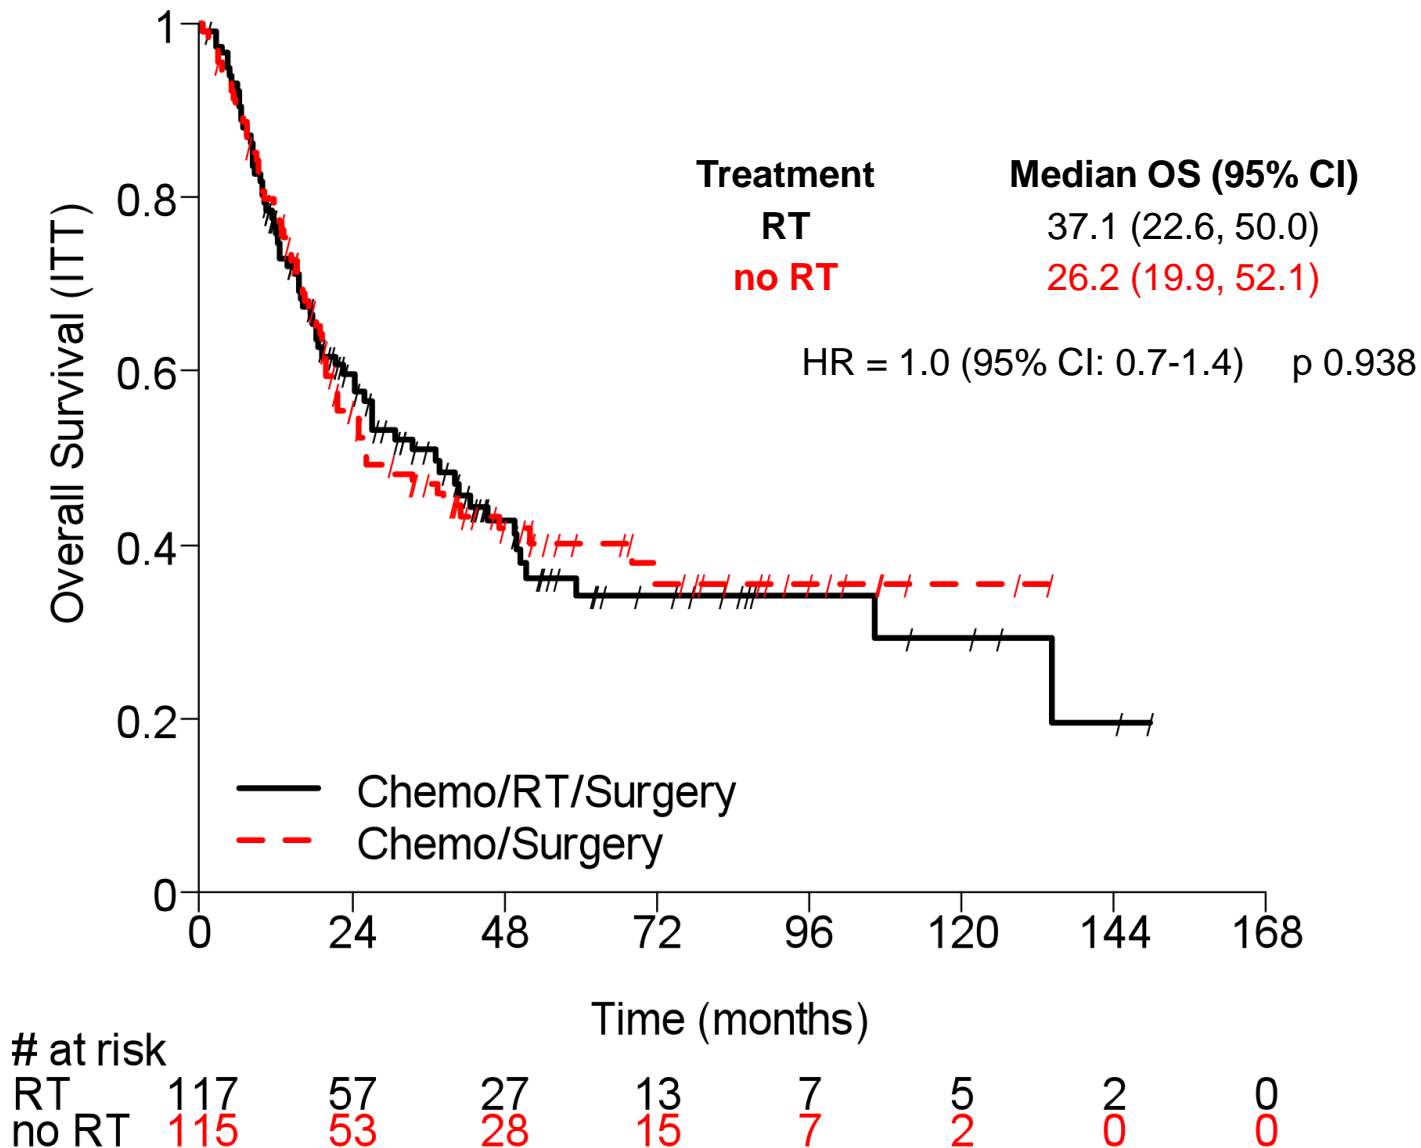 1
0.8
0.6
0.4
0.2
0
Overall Survival (ITT)
Treatment Median OS (95% CI)
RT 37.1 (22.6, 50.0)
no RT 26.2 (19.9, 52.1)
HR = 1.0 (95% CI: 0.7-1.4) p 0.938
Chemo/RT/Surgery
Chemo/Surgery
0 24 48 72 96 120 144 168
Time (months)
# at risk
RT 117 57 27 13 7 5 2 0
no RT 115 53 28 15 7 2 0 0